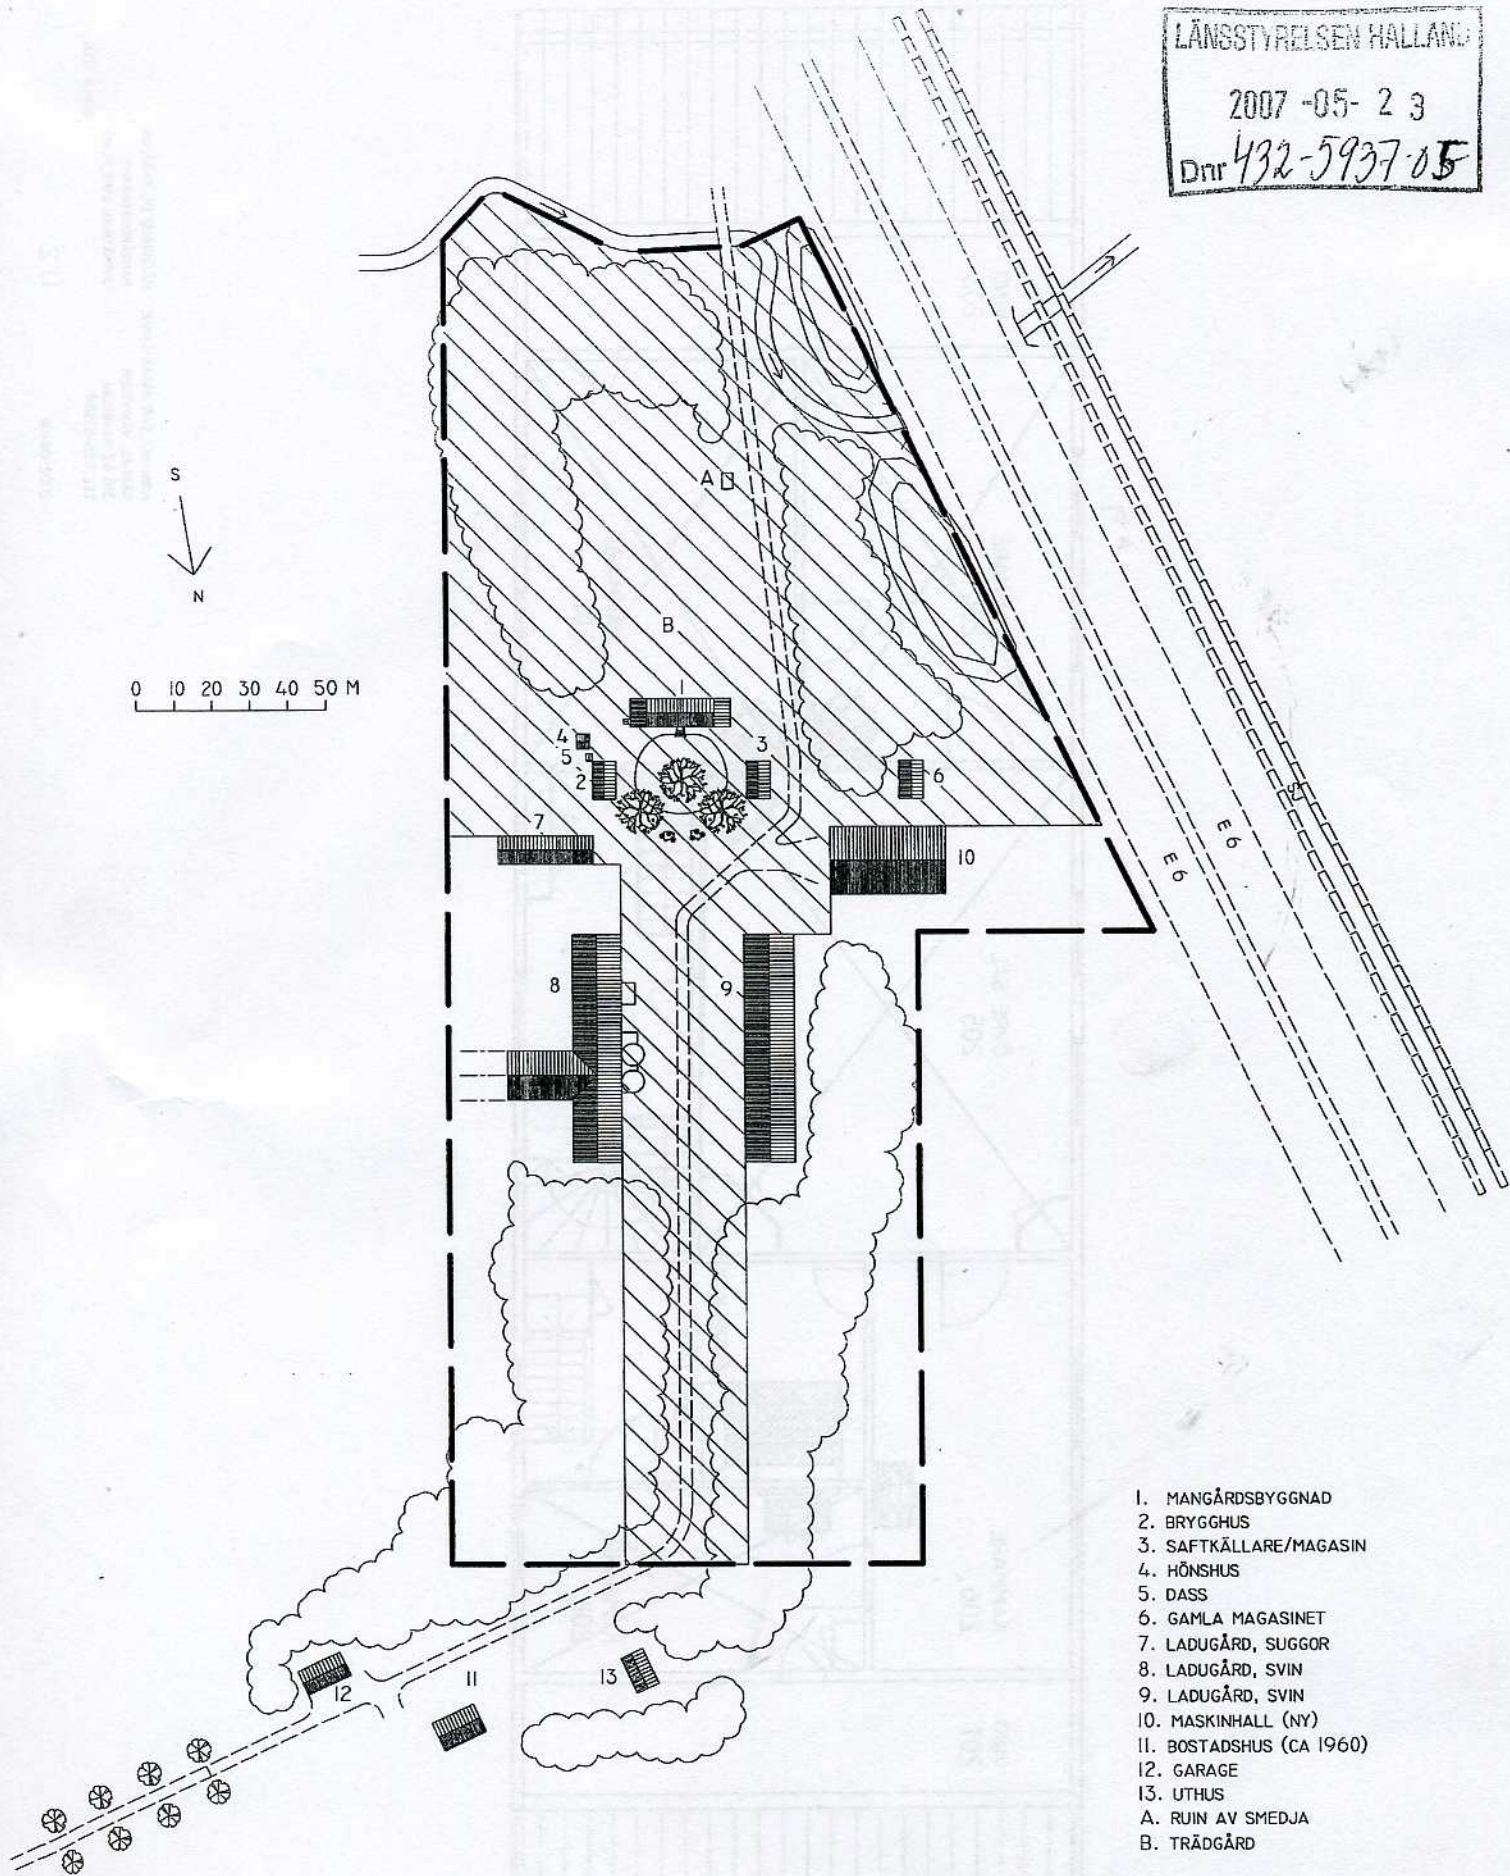 LÄNSSTYRELSEN HALLAND
2007 -05- 2 3
Dnr 432-5937-05
S
N
0 10 20 30 40 50 M
A
B
1
4
5
2
3
6
7
10
8
9
E6
E6
SJ
11
12
13
1. MANGÅRDSBYGGNAD
2. BRYGGHUS
3. SAFTKÄLLARE/MAGASIN
4. HÖNSHUS
5. DASS
6. GAMLA MAGASINET
7. LADUGÅRD, SUGGOR
8. LADUGÅRD, SVIN
9. LADUGÅRD, SVIN
10. MASKINHALL (NY)
11. BOSTADSHUS (CA 1960)
12. GARAGE
13. UTHUS
A. RUIN AV SMEDJA
B. TRÄDGÅRD